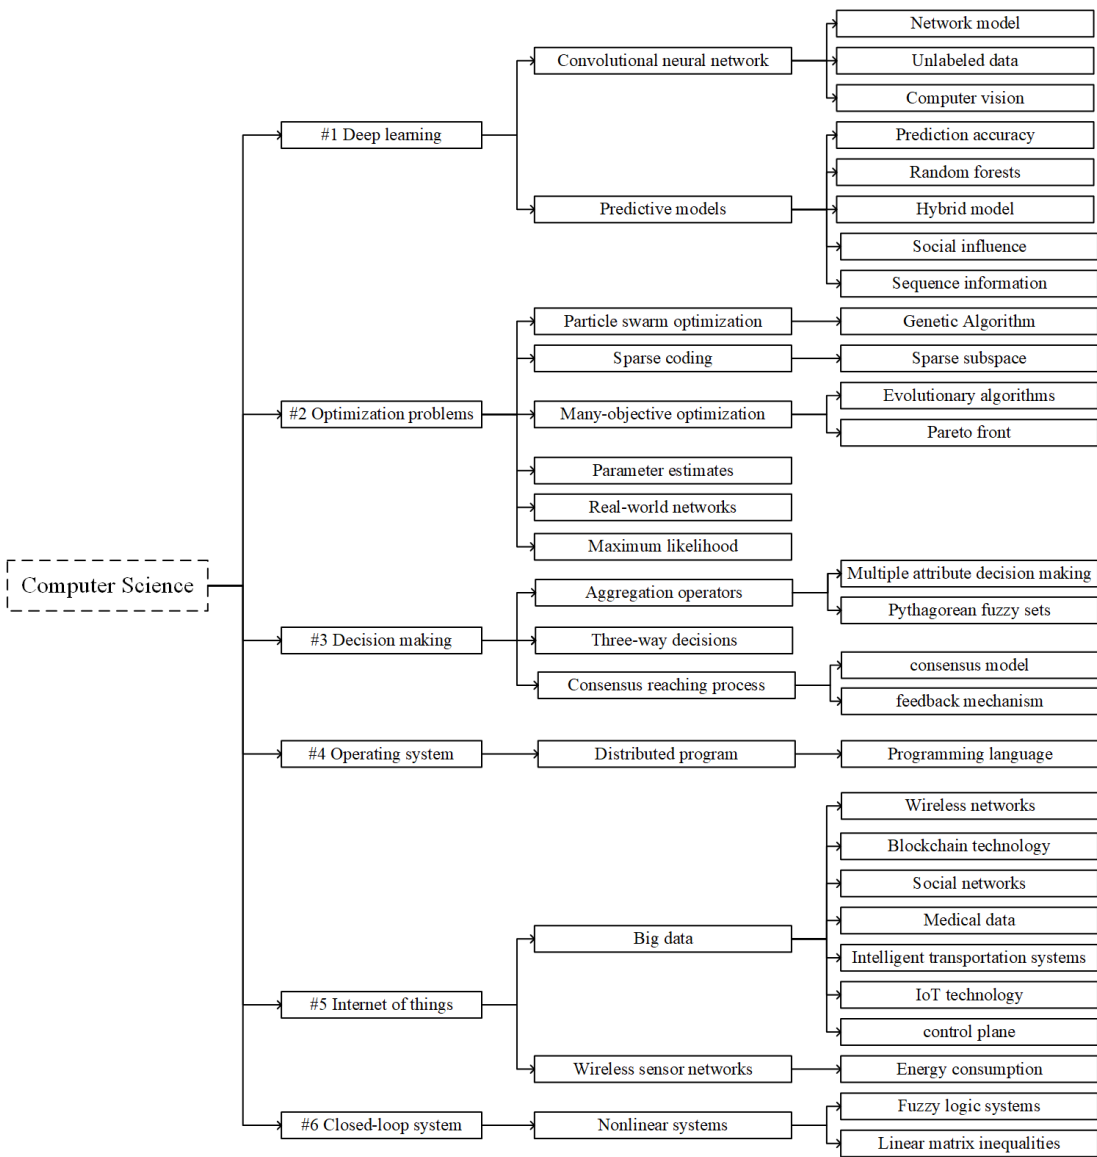 Computer Science
#1 Deep learning
Convolutional neural network
Network model
Unlabeled data
Computer vision
Predictive models
Prediction accuracy
Random forests
Hybrid model
Social influence
Sequence information
#2 Optimization problems
Particle swarm optimization
Genetic Algorithm
Sparse coding
Sparse subspace
Many-objective optimization
Evolutionary algorithms
Pareto front
Parameter estimates
Real-world networks
Maximum likelihood
#3 Decision making
Aggregation operators
Multiple attribute decision making
Pythagorean fuzzy sets
Three-way decisions
Consensus reaching process
consensus model
feedback mechanism
#4 Operating system
Distributed program
Programming language
#5 Internet of things
Big data
Wireless networks
Blockchain technology
Social networks
Medical data
Intelligent transportation systems
IoT technology
control plane
Wireless sensor networks
Energy consumption
#6 Closed-loop system
Nonlinear systems
Fuzzy logic systems
Linear matrix inequalities